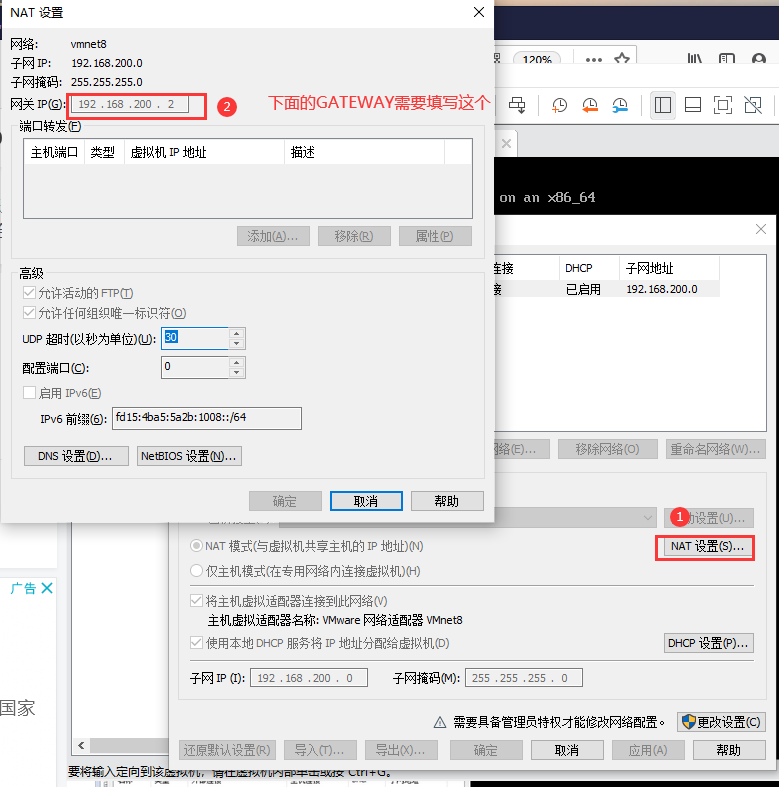 NAT 设置
网络: vmnet8
子网 IP: 192.168.200.0
子网掩码: 255.255.255.0
网关 IP(G): 192 . 168 . 200 . 2
2
下面的GATEWAY需要填写这个
端口转发(F)
主机端口 类型 虚拟机 IP 地址 描述
添加(A)... 移除(R) 属性(P)
高级
允许活动的 FTP(T)
允许任何组织唯一标识符(O)
UDP 超时(以秒为单位)(U): 30
配置端口(C): 0
启用 IPv6(E)
IPv6 前缀(6): fd15:4ba5:5a2b:1008::/64
DNS 设置(D)... NetBIOS 设置(N)...
确定 取消 帮助
120%
on an x86_64
连接 DHCP 子网地址
接 已启用 192.168.200.0
网络(E)... 移除网络(O) 重命名网络(W)...
1
动设置(U)...
NAT 模式(与虚拟机共享主机的 IP 地址)(N)
NAT 设置(S)...
仅主机模式(在专用网络内连接虚拟机)(H)
将主机虚拟适配器连接到此网络(V)
主机虚拟适配器名称: VMware 网络适配器 VMnet8
使用本地 DHCP 服务将 IP 地址分配给虚拟机(D)
DHCP 设置(P)...
子网 IP (I): 192 . 168 . 200 . 0 子网掩码(M): 255 . 255 . 255 . 0
需要具备管理员特权才能修改网络配置。
更改设置(C)
还原默认设置(R) 导入(T)... 导出(X)... 确定 取消 应用(A) 帮助
广告
国家
要将输入定向到该虚拟机，请在虚拟机内部单击或按 Ctrl+G。